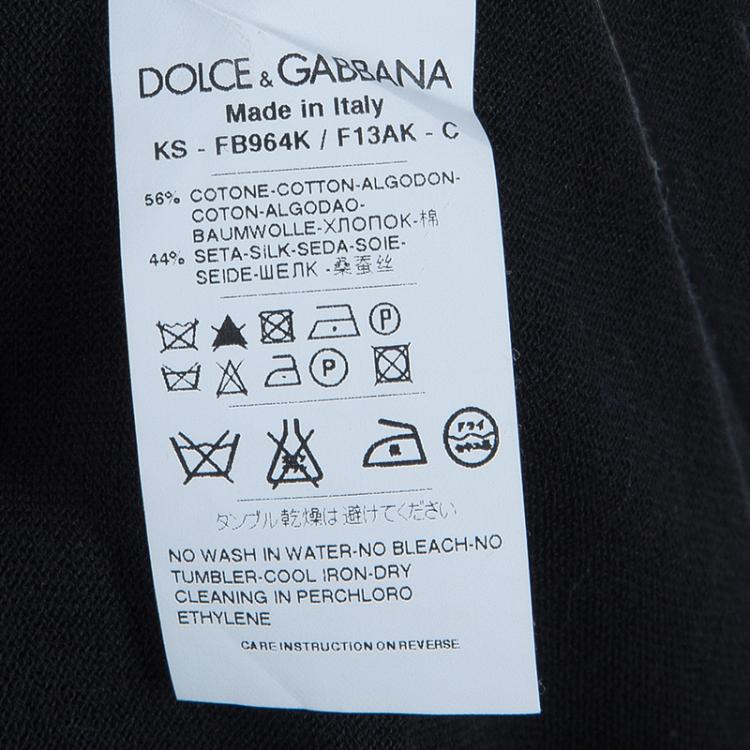 DOLCE & GABBANA
Made in Italy
KS - FB964K / F13AK - C
56% COTONE-COTTON-ALGODON-
COTON-ALGODAO-
BAUMWOLLE-ХЛОПОК-棉
44% SETA-SILK-SEDA-SOIE-
SEIDE-ШЕЛК -桑蚕丝
P
P
ドライ
タンブル乾燥は避けてください
NO WASH IN WATER-NO BLEACH-NO
TUMBLER-COOL IRON-DRY
CLEANING IN PERCHLORO
ETHYLENE
CARE INSTRUCTION ON REVERSE